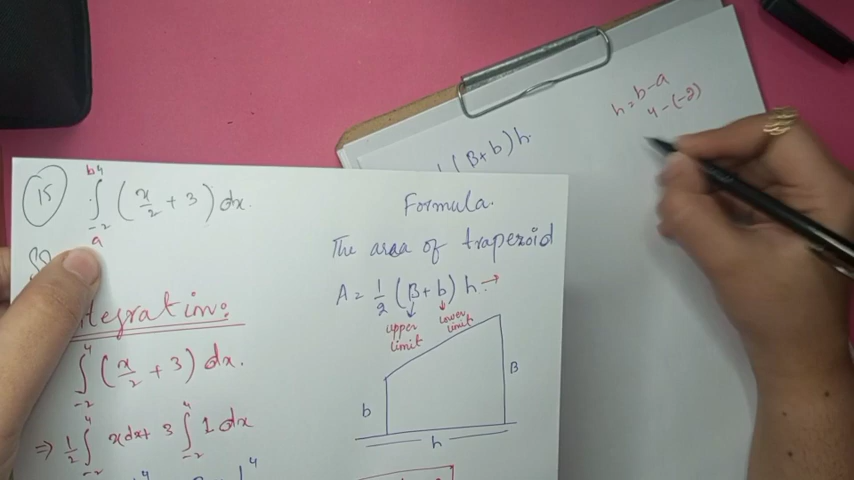 h = b-a
4-(-2)
(B+b) h.
15 ∫_{-2}^{4} (x/2 + 3) dx.
b
a
Formula.
The area of trapezoid
A = 1/2 (B+b) h. →
upper limit
lower limit
b
B
h
∫_{-2}^{4} (x/2 + 3) dx.
⇒ 1/2 ∫_{-2}^{4} x dx + 3 ∫_{-2}^{4} 1 dx